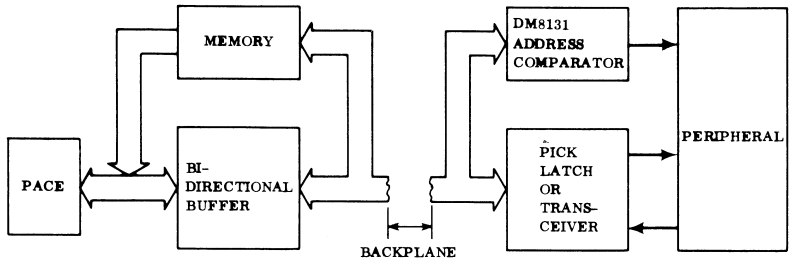 MEMORY
PACE
BI-
DIRECTIONAL
BUFFER
BACKPLANE
DM8131
ADDRESS
COMPARATOR
PICK
LATCH
OR
TRANS-
CEIVER
PERIPHERAL